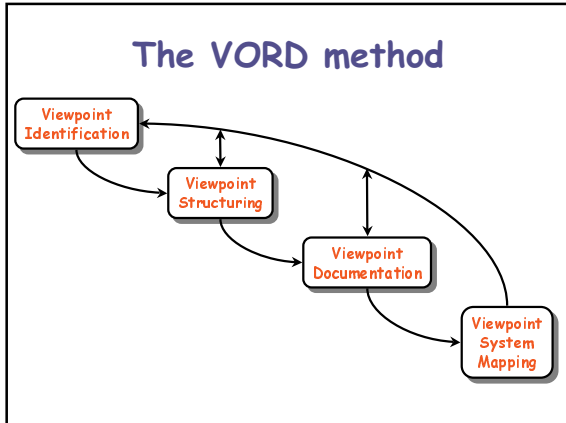 The VORD method
Viewpoint
Identification
Viewpoint
Structuring
Viewpoint
Documentation
Viewpoint
System
Mapping